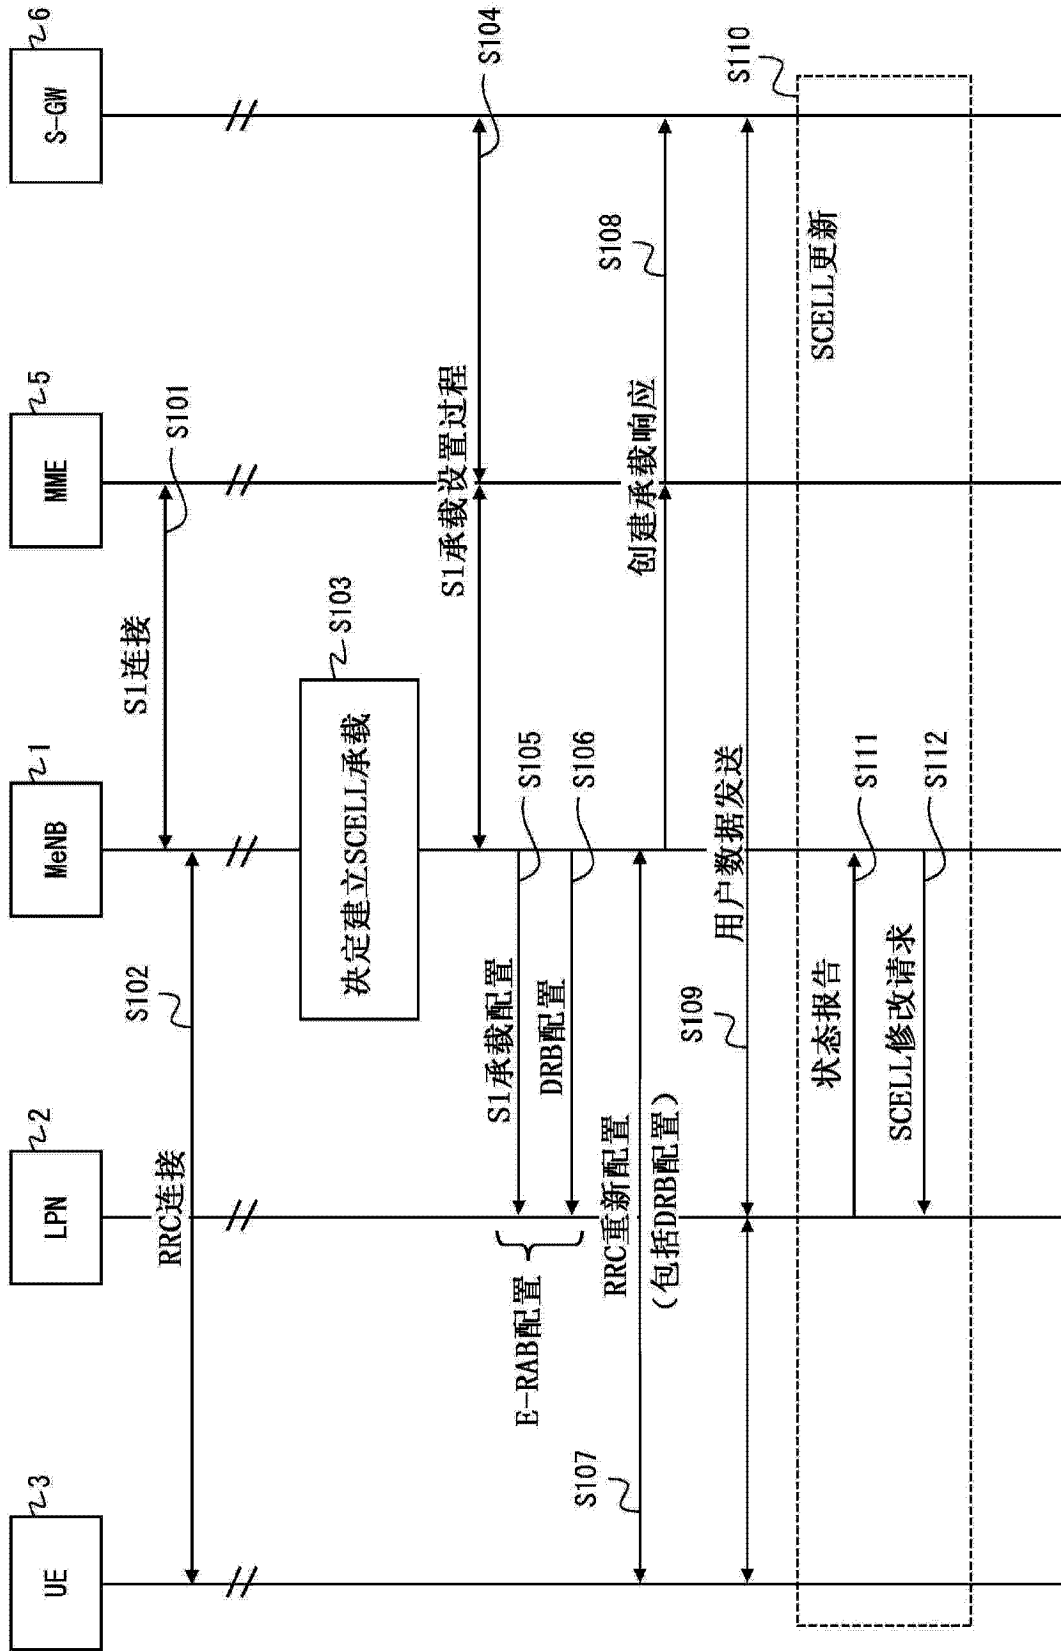 UE
3
LPN
2
MeNB
1
MME
5
S-GW
6
S1连接
S101
RRC连接
S102
决定建立SCELL承载
S103
S1承载设置过程
S104
S1承载配置
S105
DRB配置
S106
E-RAB配置
RRC重新配置
(包括DRB配置)
S107
创建承载响应
S108
用户数据发送
S109
SCELL更新
S110
状态报告
S111
SCELL修改请求
S112